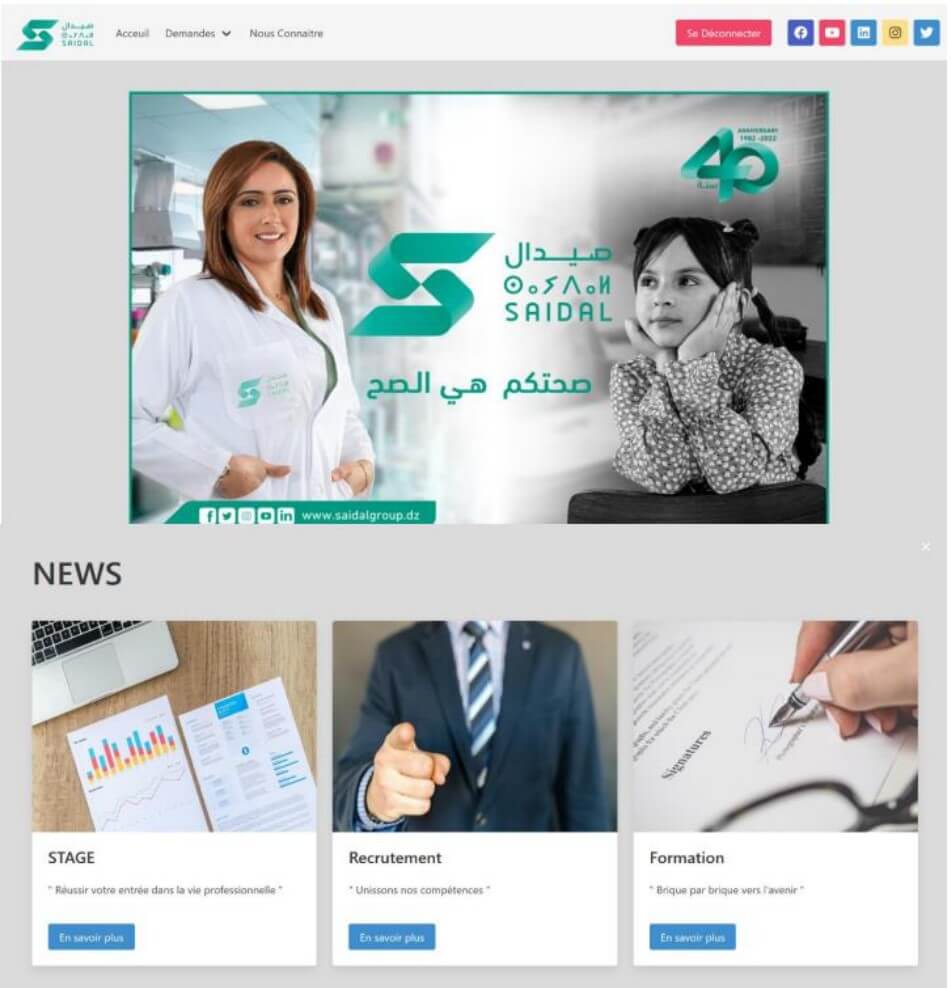 صيدال
ⵙⴰⵢⴷⴰⵍ
SAIDAL
Acceuil
Demandes
Nous Connaitre
Se Déconnecter
ANNIVERSARY
1982 -2022
40
سنة
صيدال
ⵙⴰⵢⴷⴰⵍ
SAIDAL
صحتكم هي الصح
www.saidalgroup.dz
NEWS
Signatures
STAGE
" Réussir votre entrée dans la vie professionnelle "
En savoir plus
Recrutement
" Unissons nos compétences "
En savoir plus
Formation
" Brique par brique vers l'avenir "
En savoir plus